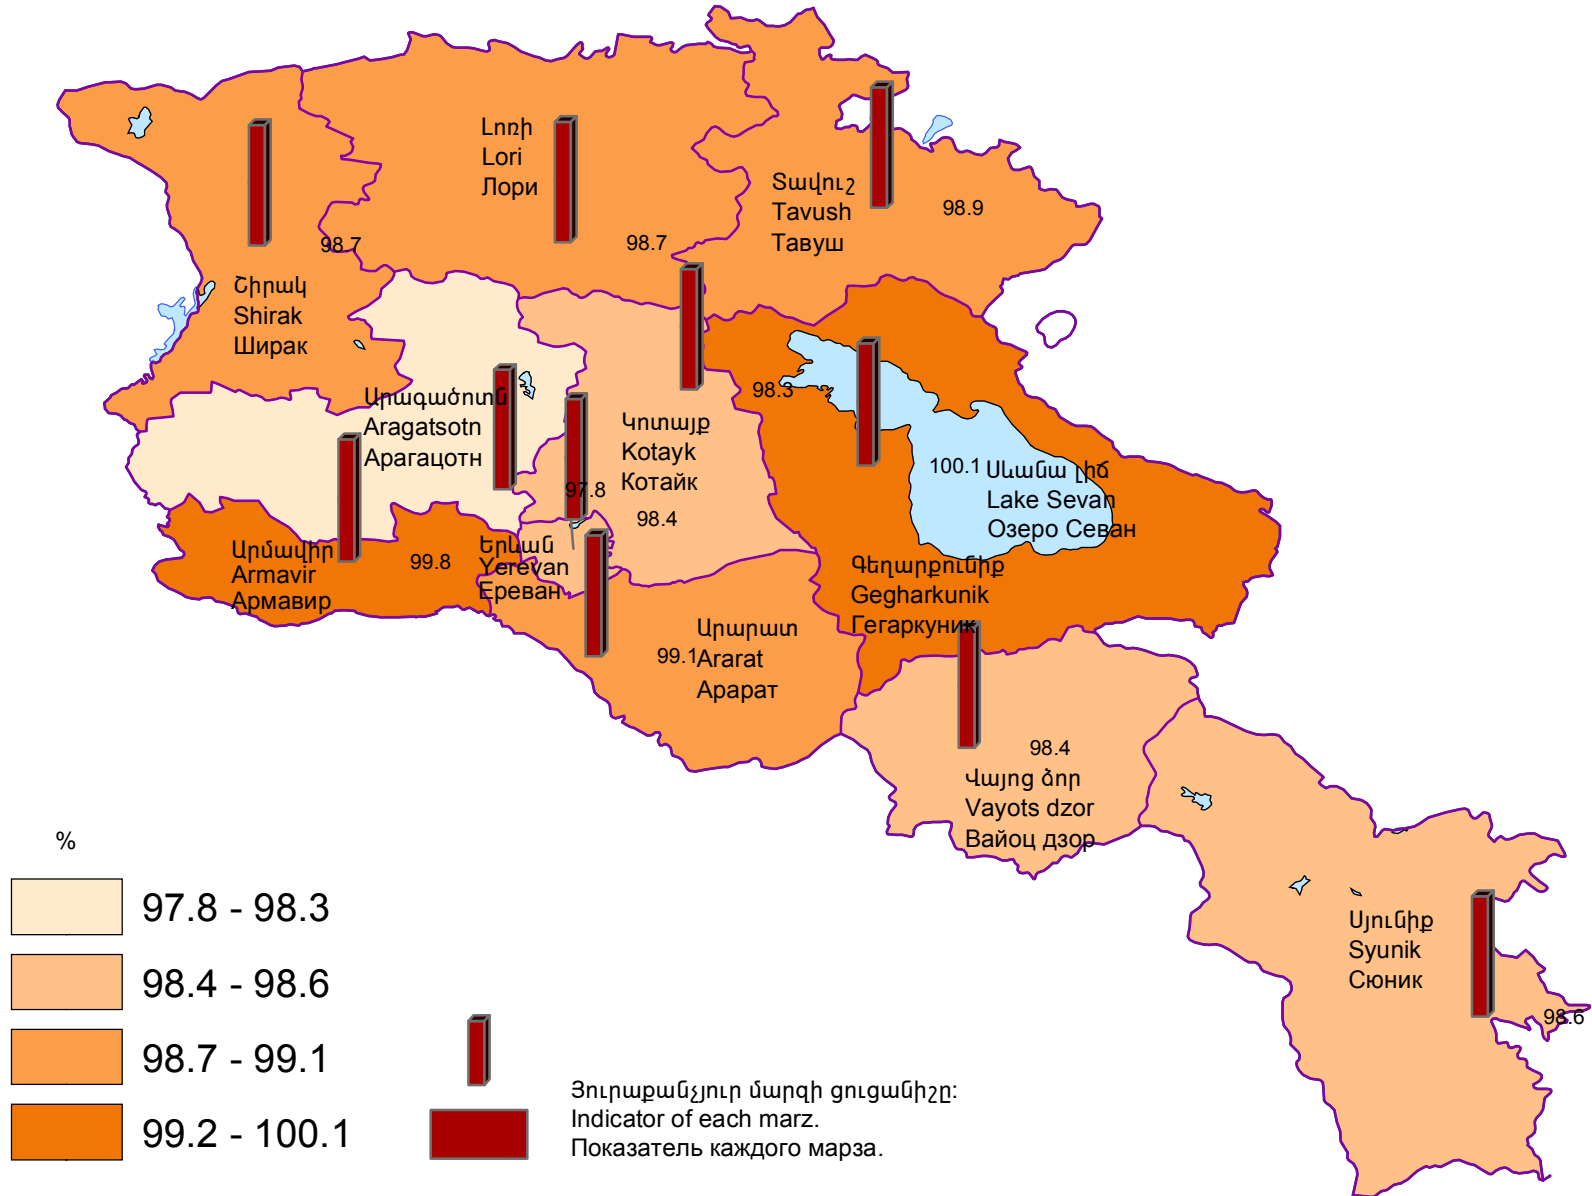 Լոռի
Lori
Лори
98.7
Տավուշ
Tavush
Тавуш
98.9
98.7
Շիրակ
Shirak
Ширак
Արագածոտն
Aragatsotn
Арагацотн
97.8
Կոտայք
Kotayk
Котайк
98.4
98.3
100.1
Սևանա լիճ
Lake Sevan
Озеро Севан
Գեղարքունիք
Gegharkunik
Гегаркуник
Արմավիր
Armavir
Армавир
99.8
Երևան
Yerevan
Ереван
99.1
Արարատ
Ararat
Арарат
98.4
Վայոց ձոր
Vayots dzor
Вайоц дзор
Սյունիք
Syunik
Сюник
98.6
%
97.8 - 98.3
98.4 - 98.6
98.7 - 99.1
99.2 - 100.1
Յուրաքանչյուր մարզի ցուցանիշը:
Indicator of each marz.
Показатель каждого марза.